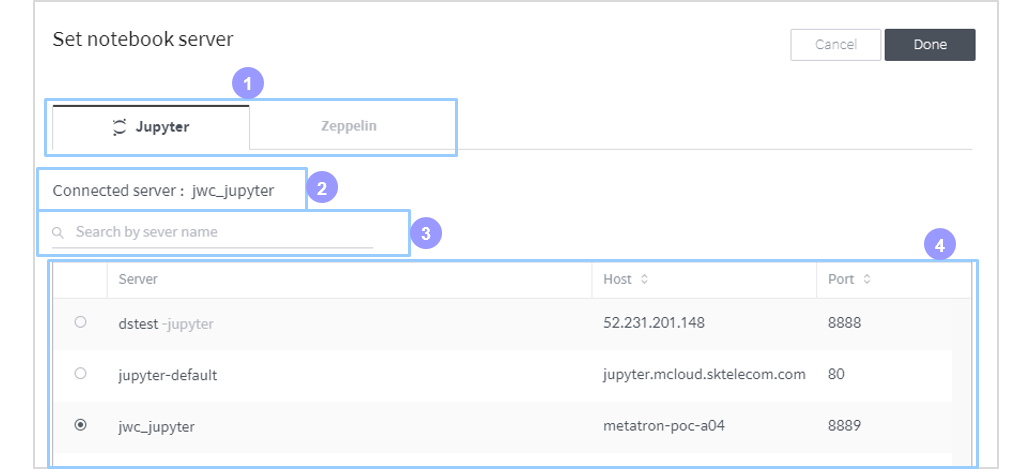 Set notebook server
Cancel
Done
1
Jupyter
Zeppelin
Connected server : jwc_jupyter
2
Search by sever name
3
4
Server Host Port
dstest -jupyter 52.231.201.148 8888
jupyter-default jupyter.mcloud.sktelecom.com 80
jwc_jupyter metatron-poc-a04 8889